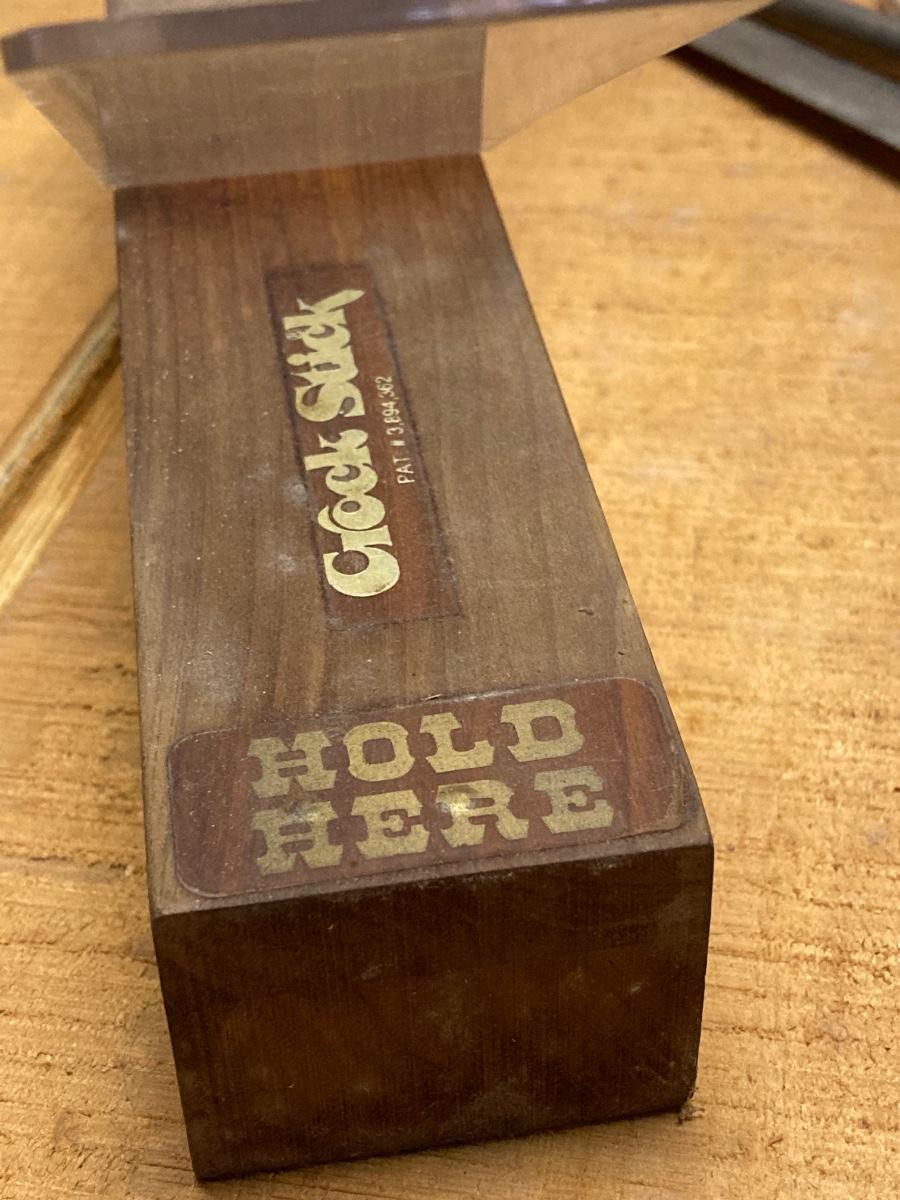 Crock Stick
PAT # 3,894,362
HOLD
HERE